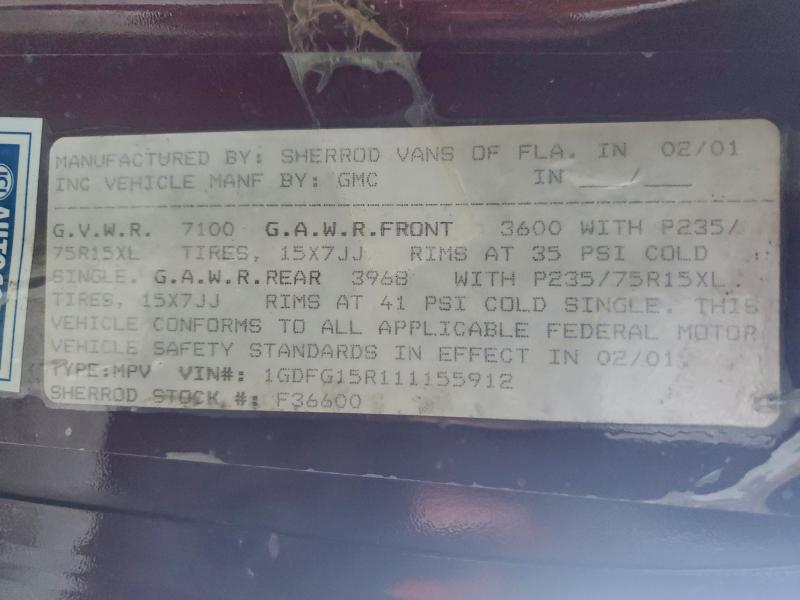 MANUFACTURED BY: SHERROD VANS OF FLA. IN 02/01
INC VEHICLE MANF BY: GMC IN ___/___
G.V.W.R. 7100 G.A.W.R.FRONT 3600 WITH P235/
75R15XL TIRES, 15X7JJ RIMS AT 35 PSI COLD
SINGLE. G.A.W.R.REAR 3968 WITH P235/75R15XL
TIRES, 15X7JJ RIMS AT 41 PSI COLD SINGLE. THIS
VEHICLE CONFORMS TO ALL APPLICABLE FEDERAL MOTOR
VEHICLE SAFETY STANDARDS IN EFFECT IN 02/01.
TYPE:MPV VIN#: 1GDFG15R111155912
SHERROD STOCK #: F36600